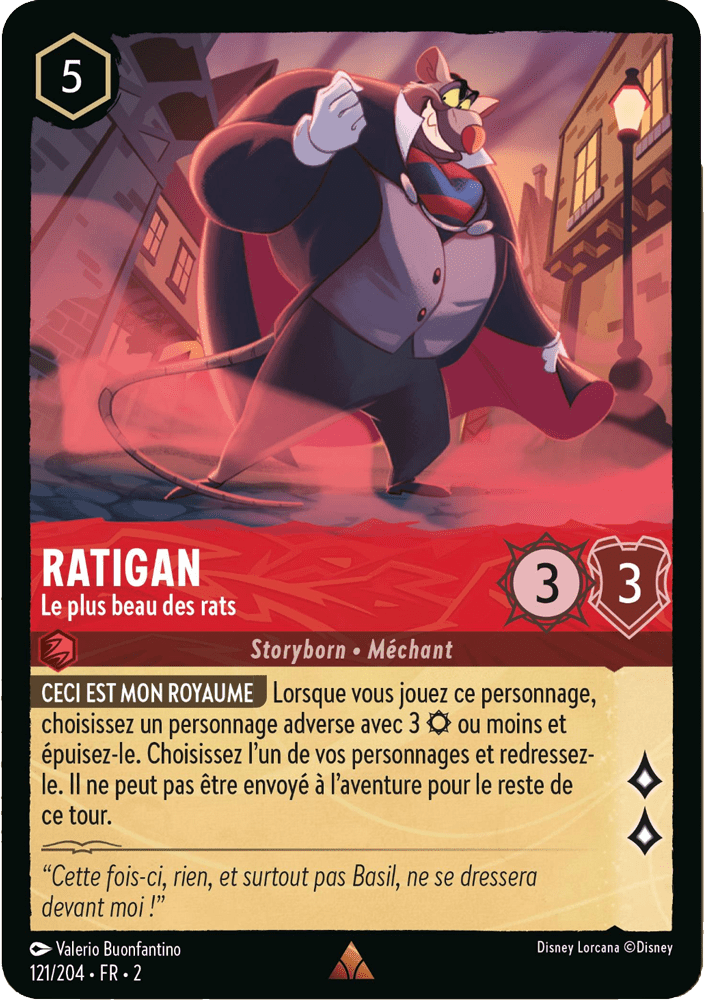 5
RATIGAN
Le plus beau des rats
3
3
Storyborn • Méchant
CECI EST MON ROYAUME Lorsque vous jouez ce personnage,
choisissez un personnage adverse avec 3 ou moins et
épuisez-le. Choisissez l’un de vos personnages et redressez-
le. Il ne peut pas être envoyé à l’aventure pour le reste de
ce tour.
“Cette fois-ci, rien, et surtout pas Basil, ne se dressera
devant moi !”
Valerio Buonfantino
Disney Lorcana ©Disney
121/204 • FR • 2